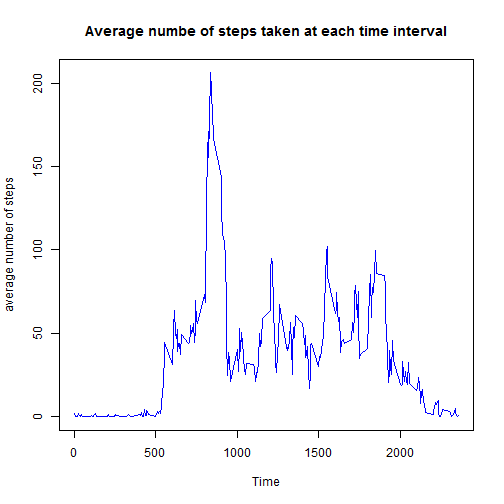 Average numbe of steps taken at each time interval
average number of steps
200
150
100
50
0
0 500 1000 1500 2000
Time